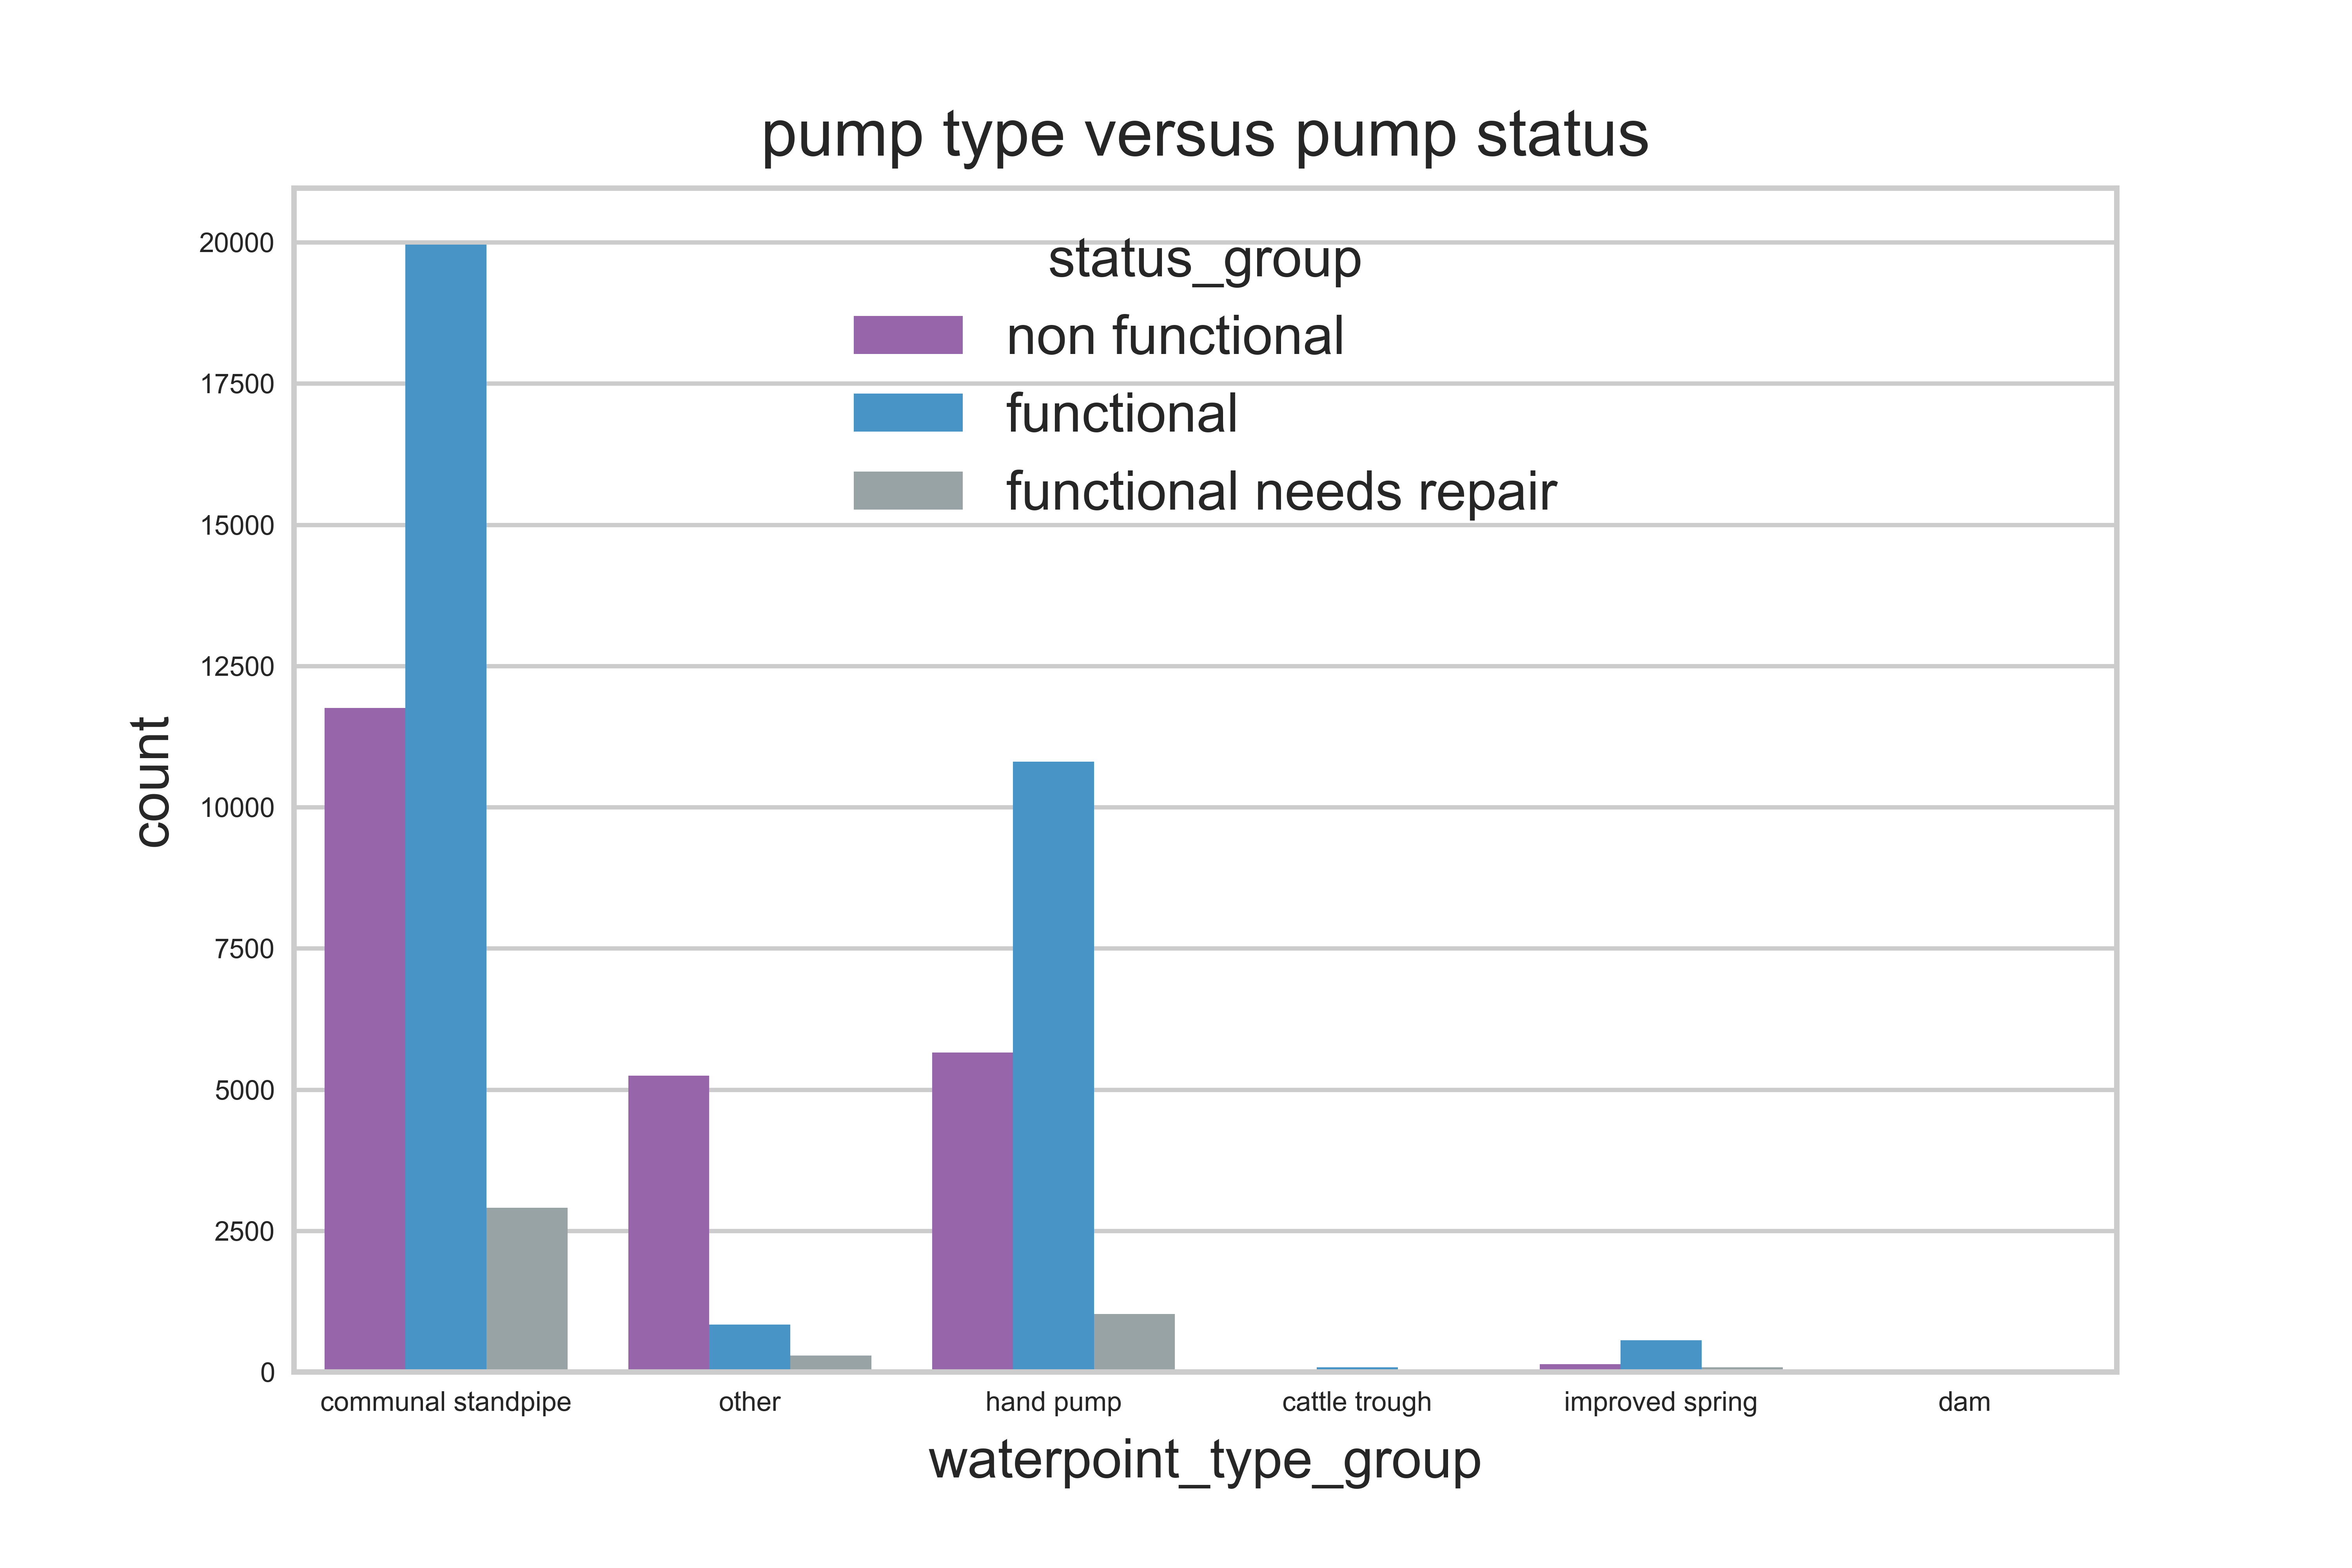 pump type versus pump status
status_group
non functional
functional
functional needs repair
20000
17500
15000
12500
10000
7500
5000
2500
0
count
communal standpipe other hand pump cattle trough improved spring dam
waterpoint_type_group